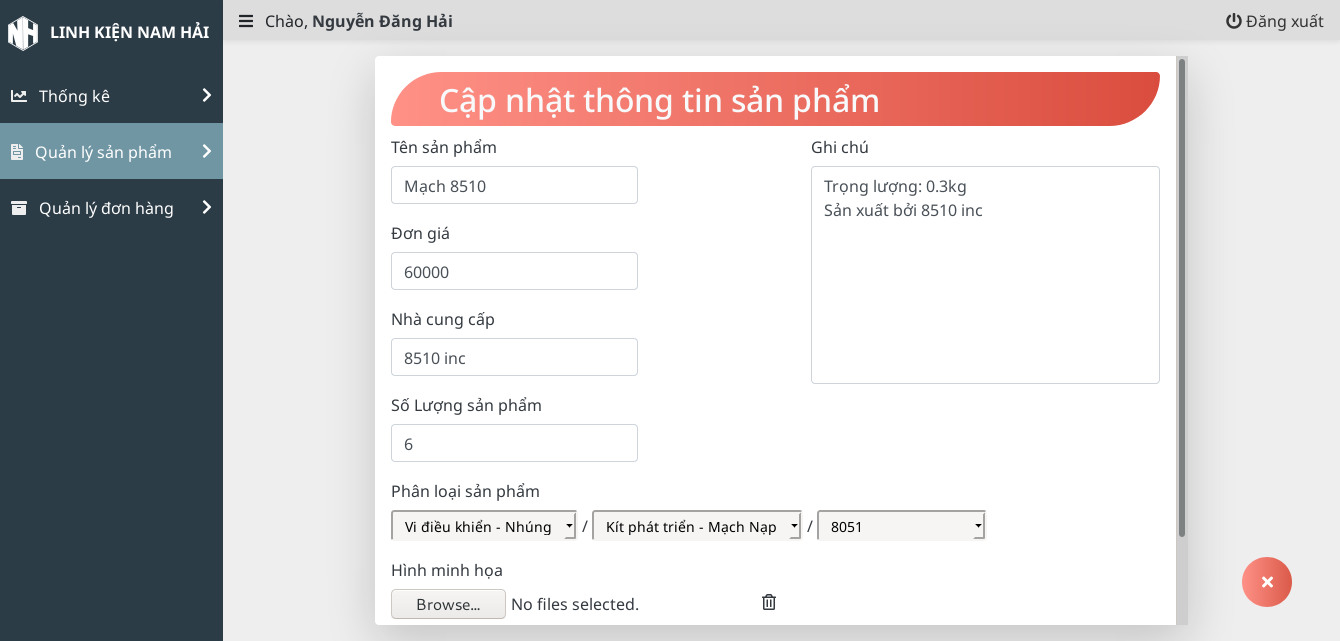 LINH KIỆN NAM HẢI
Chào, Nguyễn Đăng Hải
Đăng xuất
Thống kê
Quản lý sản phẩm
Quản lý đơn hàng
Cập nhật thông tin sản phẩm
Tên sản phẩm
Mạch 8510
Đơn giá
60000
Nhà cung cấp
8510 inc
Số Lượng sản phẩm
6
Ghi chú
Trọng lượng: 0.3kg
Sản xuất bởi 8510 inc
Phân loại sản phẩm
Vi điều khiển - Nhúng / Kít phát triển - Mạch Nạp / 8051
Hình minh họa
Browse... No files selected.